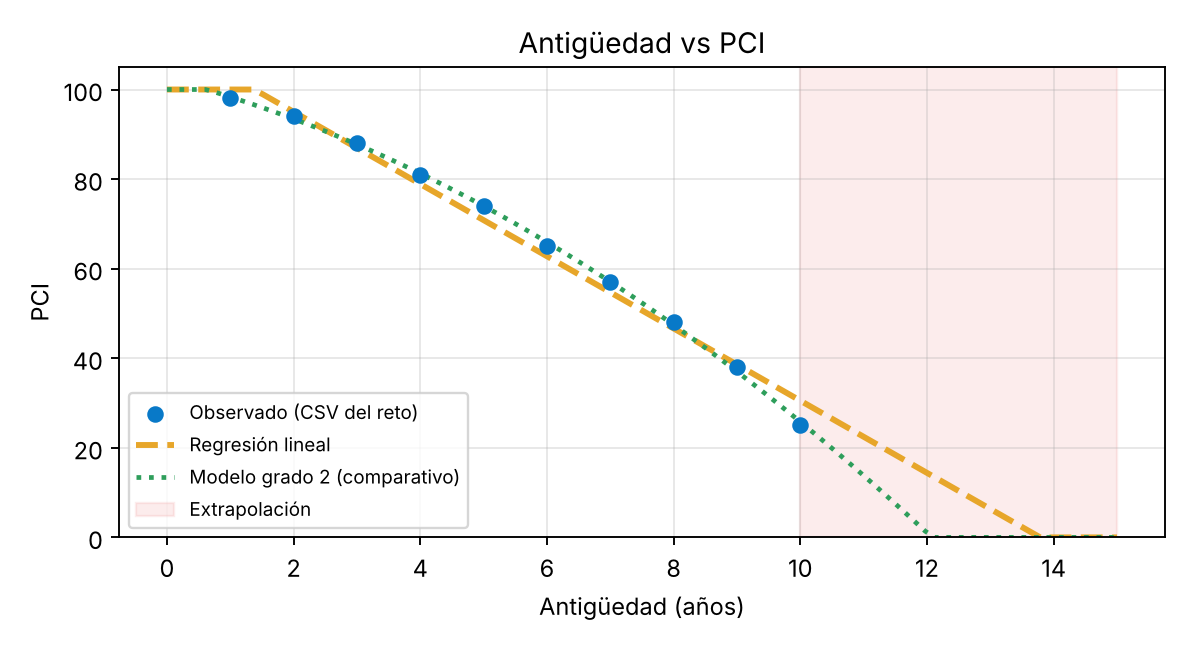 Antigüedad vs PCI
100
80
60
40
20
0
PCI
Observado (CSV del reto)
Regresión lineal
Modelo grado 2 (comparativo)
Extrapolación
0 2 4 6 8 10 12 14
Antigüedad (años)